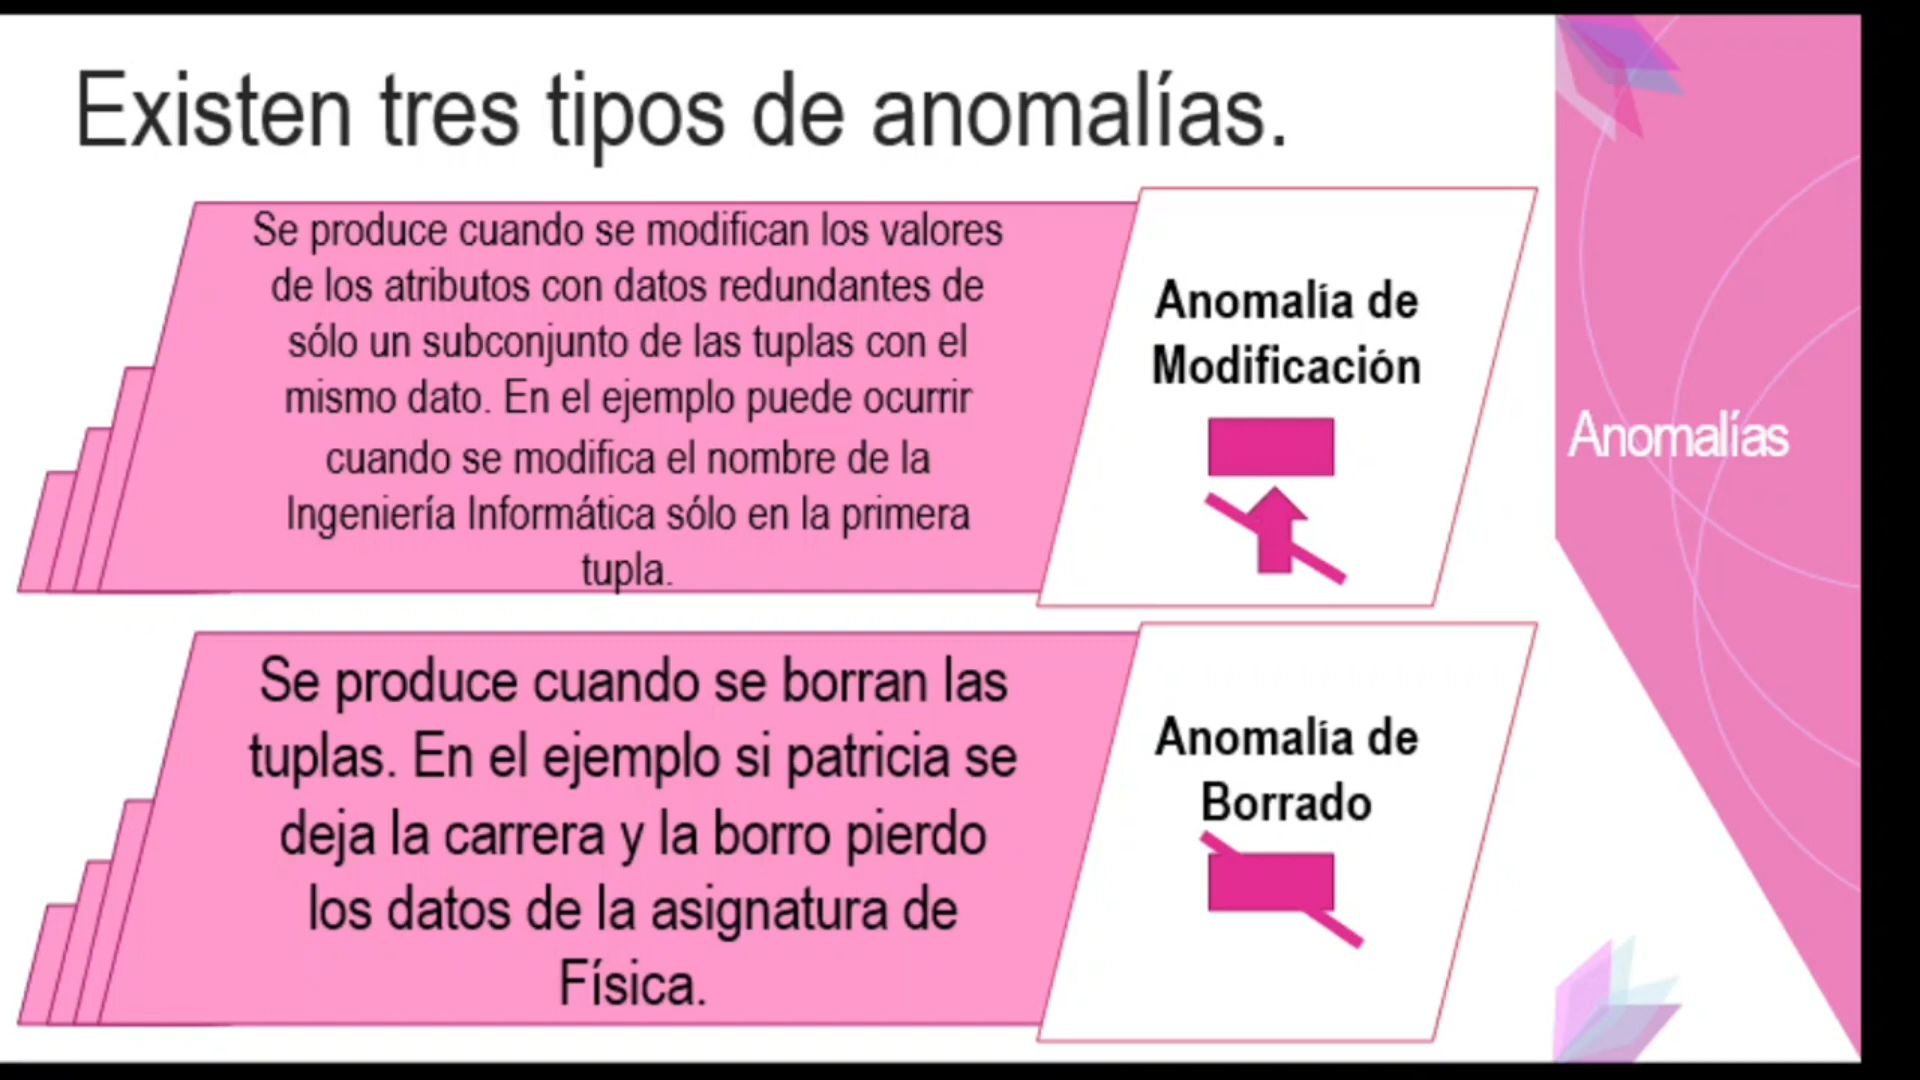 Existen tres tipos de anomalías.
Se produce cuando se modifican los valores
de los atributos con datos redundantes de
sólo un subconjunto de las tuplas con el
mismo dato. En el ejemplo puede ocurrir
cuando se modifica el nombre de la
Ingeniería Informática sólo en la primera
tupla.
Anomalía de
Modificación
Se produce cuando se borran las
tuplas. En el ejemplo si patricia se
deja la carrera y la borro pierdo
los datos de la asignatura de
Física.
Anomalía de
Borrado
Anomalías